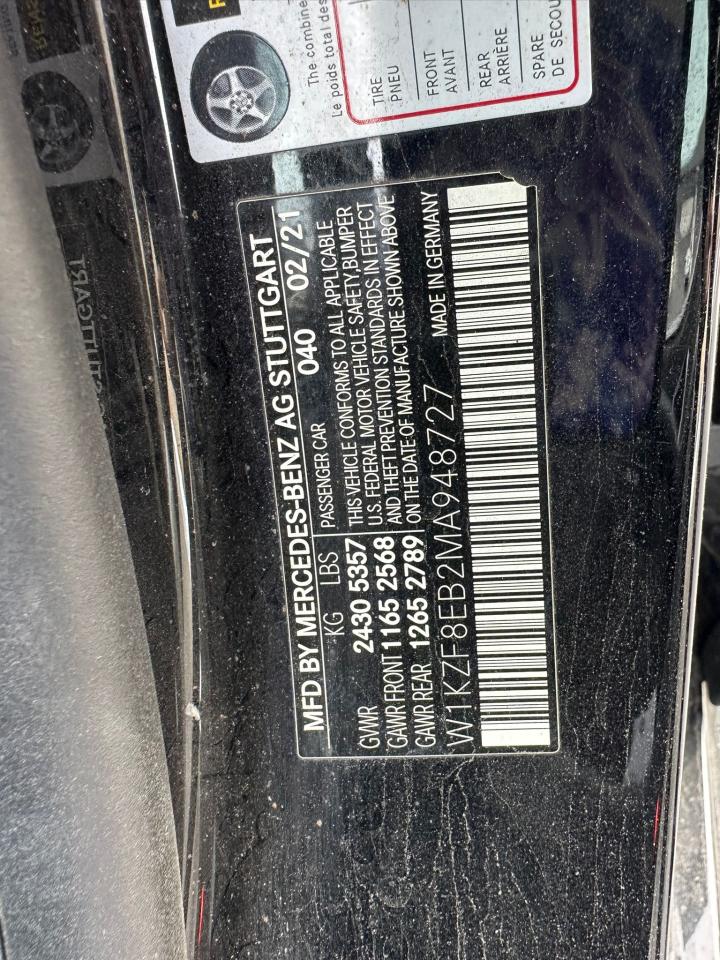 The combine
Le poids total des
TIRE
PNEU
FRONT
AVANT
REAR
ARRIÈRE
SPARE
DE SECOU
MFD BY MERCEDES-BENZ AG STUTTGART
KG LBS 040 02/21
GVWR 2430 5357
GAWR FRONT 1165 2568
GAWR REAR 1265 2789
PASSENGER CAR
THIS VEHICLE CONFORMS TO ALL APPLICABLE
U.S. FEDERAL MOTOR VEHICLE SAFETY,BUMPER
AND THEFT PREVENTION STANDARDS IN EFFECT
ON THE DATE OF MANUFACTURE SHOWN ABOVE
W1KZF8EB2MA948727 MADE IN GERMANY